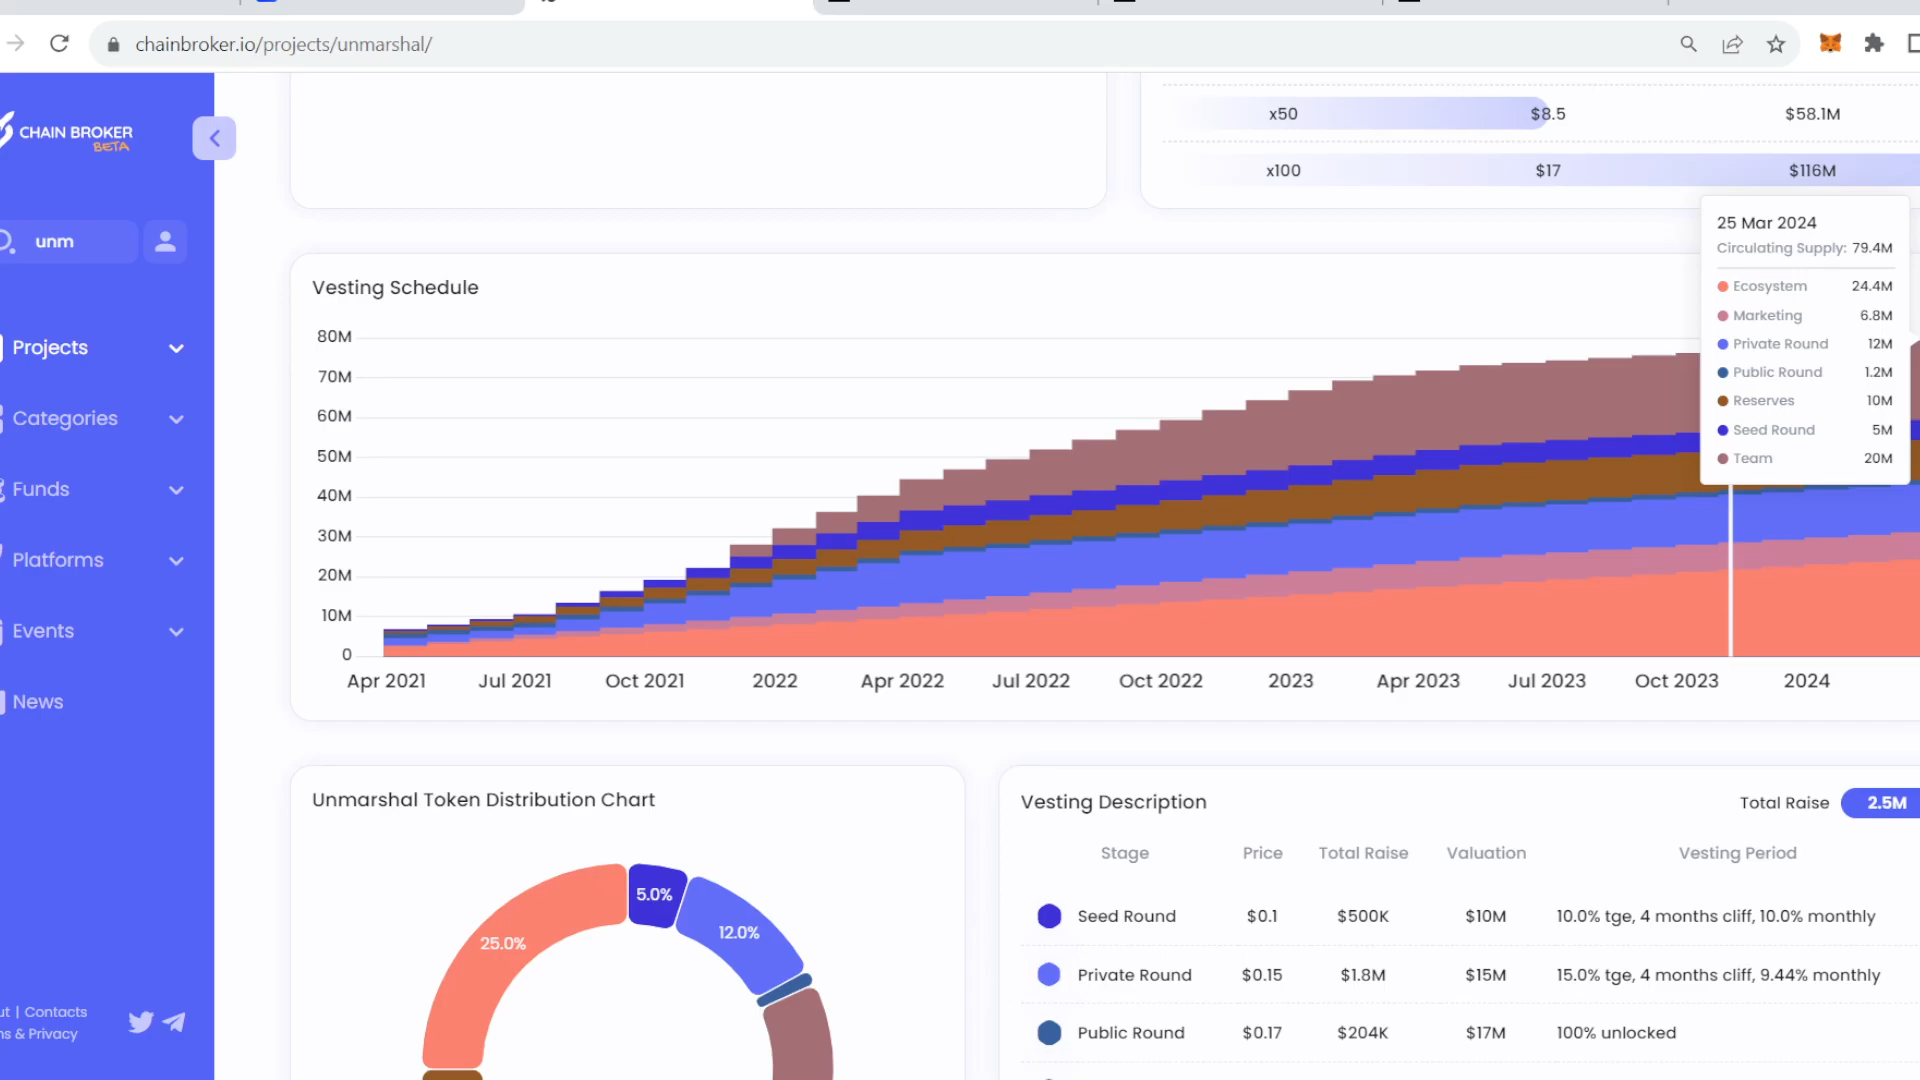 chainbroker.io/projects/unmarshal/
CHAIN BROKER
BETA
unm
Projects
Categories
Funds
Platforms
Events
News
| Contacts
& Privacy
x50 $8.5 $58.1M
x100 $17 $116M
Vesting Schedule
80M
70M
60M
50M
40M
30M
20M
10M
0
Apr 2021 Jul 2021 Oct 2021 2022 Apr 2022 Jul 2022 Oct 2022 2023 Apr 2023 Jul 2023 Oct 2023 2024
25 Mar 2024
Circulating Supply: 79.4M
Ecosystem 24.4M
Marketing 6.8M
Private Round 12M
Public Round 1.2M
Reserves 10M
Seed Round 5M
Team 20M
Unmarshal Token Distribution Chart
5.0%
12.0%
25.0%
Vesting Description
Total Raise 2.5M
Stage Price Total Raise Valuation Vesting Period
Seed Round $0.1 $500K $10M 10.0% tge, 4 months cliff, 10.0% monthly
Private Round $0.15 $1.8M $15M 15.0% tge, 4 months cliff, 9.44% monthly
Public Round $0.17 $204K $17M 100% unlocked